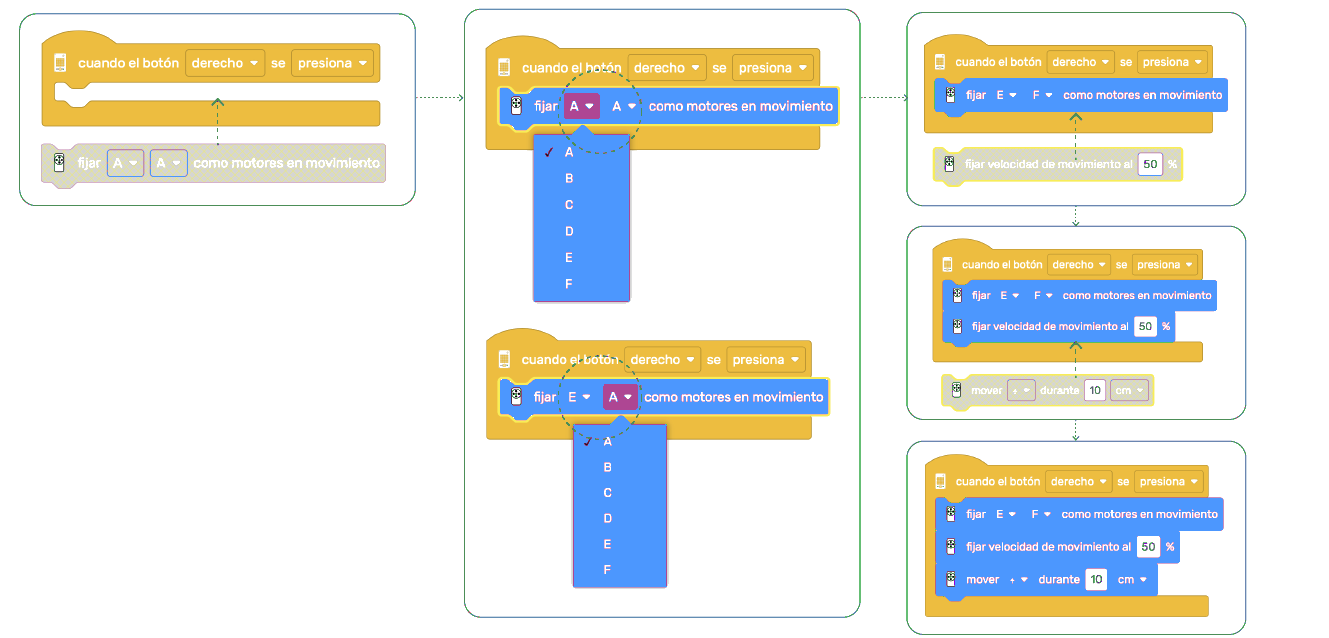 cuando el botón derecho se presiona
fijar A A como motores en movimiento
cuando el botón derecho se presiona
fijar A A como motores en movimiento
✓ A
B
C
D
E
F
cuando el botón derecho se presiona
fijar E A como motores en movimiento
✓ A
B
C
D
E
F
cuando el botón derecho se presiona
fijar E F como motores en movimiento
fijar velocidad de movimiento al 50 %
cuando el botón derecho se presiona
fijar E F como motores en movimiento
fijar velocidad de movimiento al 50 %
mover durante 10 cm
cuando el botón derecho se presiona
fijar E F como motores en movimiento
fijar velocidad de movimiento al 50 %
mover durante 10 cm